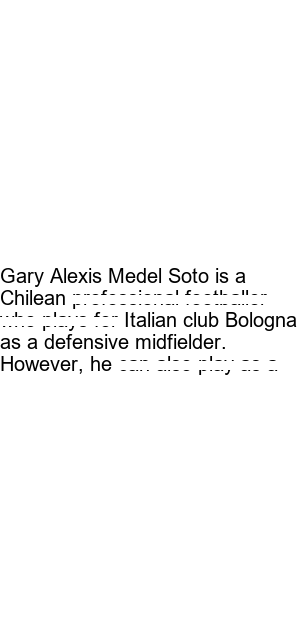 Gary Alexis Medel Soto is a
Chilean professional footballer
who plays for Italian club Bologna
as a defensive midfielder.
However, he can also play as a